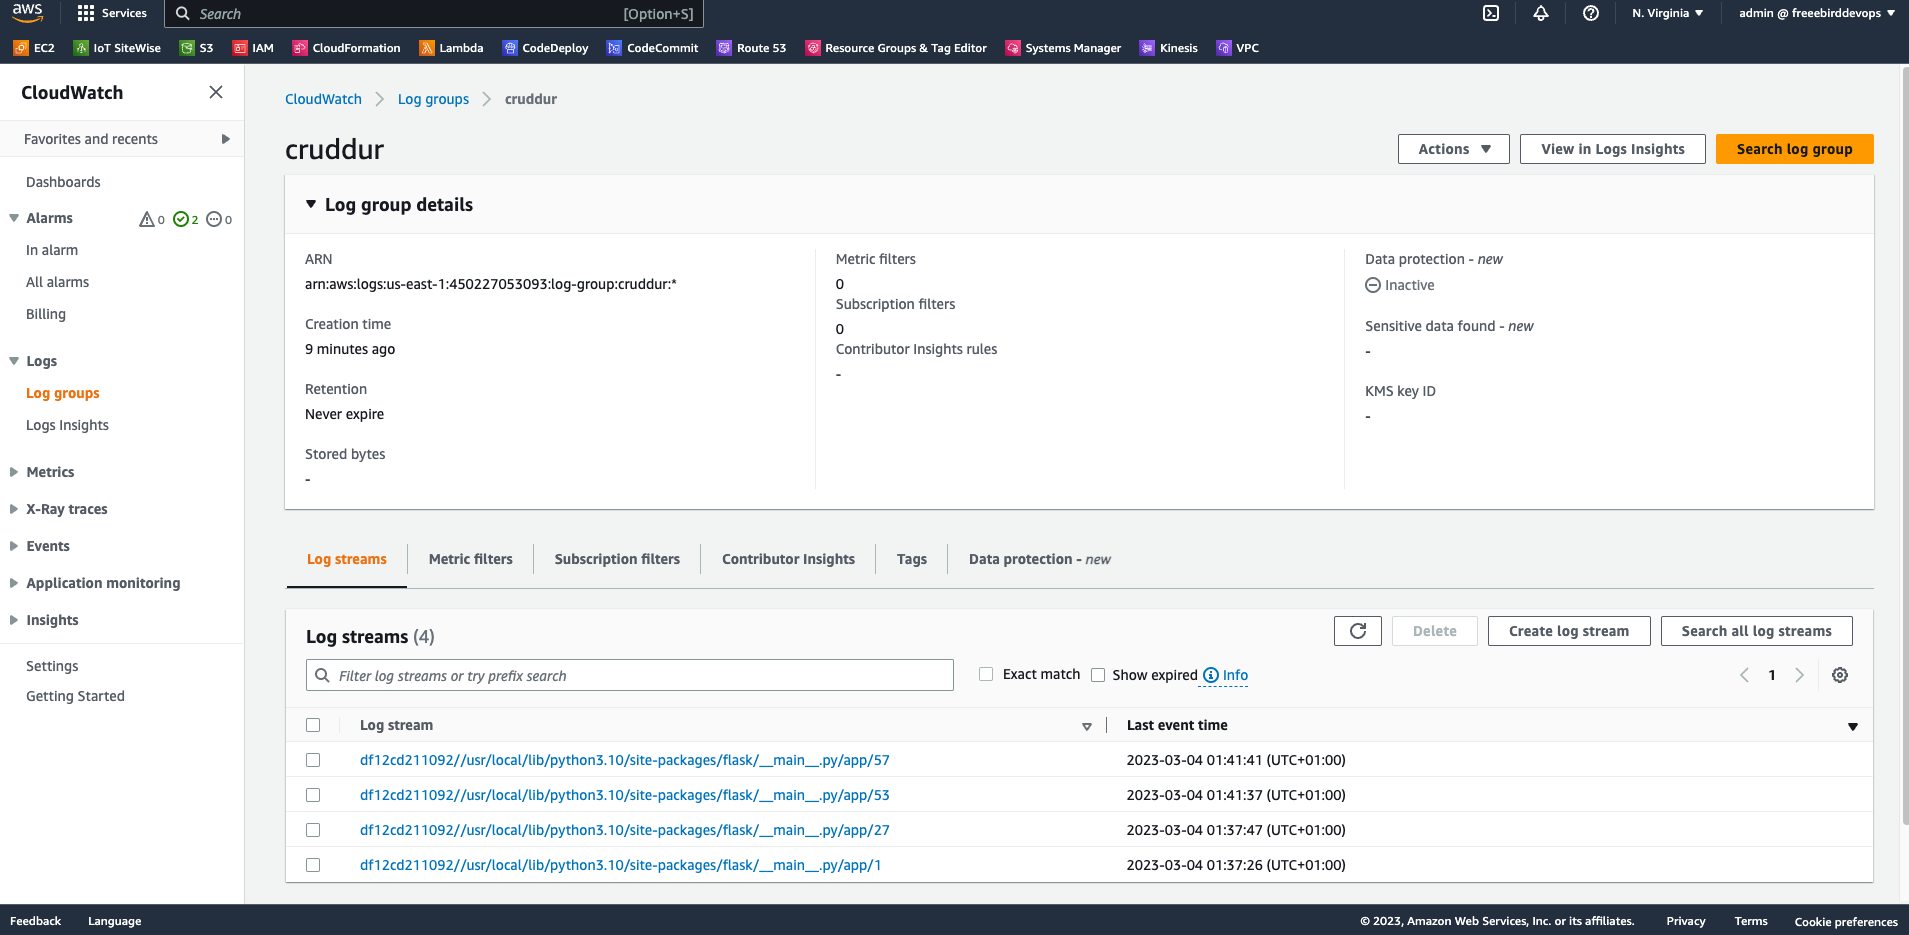 aws
Services
Search
[Option+S]
N. Virginia
admin @ freeebirddevops
EC2
IoT SiteWise
S3
IAM
CloudFormation
Lambda
CodeDeploy
CodeCommit
Route 53
Resource Groups & Tag Editor
Systems Manager
Kinesis
VPC
CloudWatch
Favorites and recents
Dashboards
Alarms
0
2
0
In alarm
All alarms
Billing
Logs
Log groups
Logs Insights
Metrics
X-Ray traces
Events
Application monitoring
Insights
Settings
Getting Started
CloudWatch
Log groups
cruddur
cruddur
Actions
View in Logs Insights
Search log group
Log group details
ARN
arn:aws:logs:us-east-1:450227053093:log-group:cruddur:*
Creation time
9 minutes ago
Retention
Never expire
Stored bytes
-
Metric filters
0
Subscription filters
0
Contributor Insights rules
-
Data protection - new
Inactive
Sensitive data found - new
-
KMS key ID
-
Log streams
Metric filters
Subscription filters
Contributor Insights
Tags
Data protection - new
Log streams (4)
Delete
Create log stream
Search all log streams
Filter log streams or try prefix search
Exact match
Show expired
Info
1
Log stream
Last event time
df12cd211092//usr/local/lib/python3.10/site-packages/flask/__main__.py/app/57
2023-03-04 01:41:41 (UTC+01:00)
df12cd211092//usr/local/lib/python3.10/site-packages/flask/__main__.py/app/53
2023-03-04 01:41:37 (UTC+01:00)
df12cd211092//usr/local/lib/python3.10/site-packages/flask/__main__.py/app/27
2023-03-04 01:37:47 (UTC+01:00)
df12cd211092//usr/local/lib/python3.10/site-packages/flask/__main__.py/app/1
2023-03-04 01:37:26 (UTC+01:00)
Feedback
Language
© 2023, Amazon Web Services, Inc. or its affiliates.
Privacy
Terms
Cookie preferences